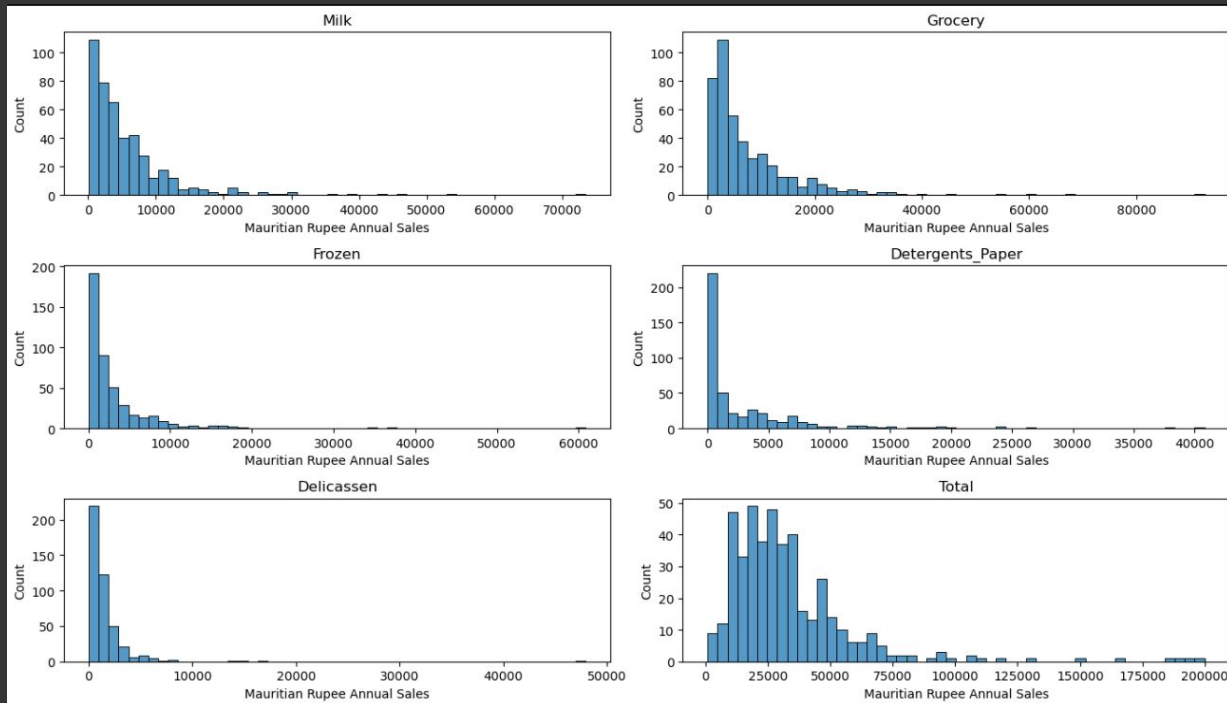 Milk
Count
100
80
60
40
20
0
0 10000 20000 30000 40000 50000 60000 70000
Mauritian Rupee Annual Sales
Grocery
Count
100
80
60
40
20
0
0 20000 40000 60000 80000
Mauritian Rupee Annual Sales
Frozen
Count
200
150
100
50
0
0 10000 20000 30000 40000 50000 60000
Mauritian Rupee Annual Sales
Detergents_Paper
Count
200
150
100
50
0
0 5000 10000 15000 20000 25000 30000 35000 40000
Mauritian Rupee Annual Sales
Delicassen
Count
200
150
100
50
0
0 10000 20000 30000 40000 50000
Mauritian Rupee Annual Sales
Total
Count
50
40
30
20
10
0
0 25000 50000 75000 100000 125000 150000 175000 200000
Mauritian Rupee Annual Sales